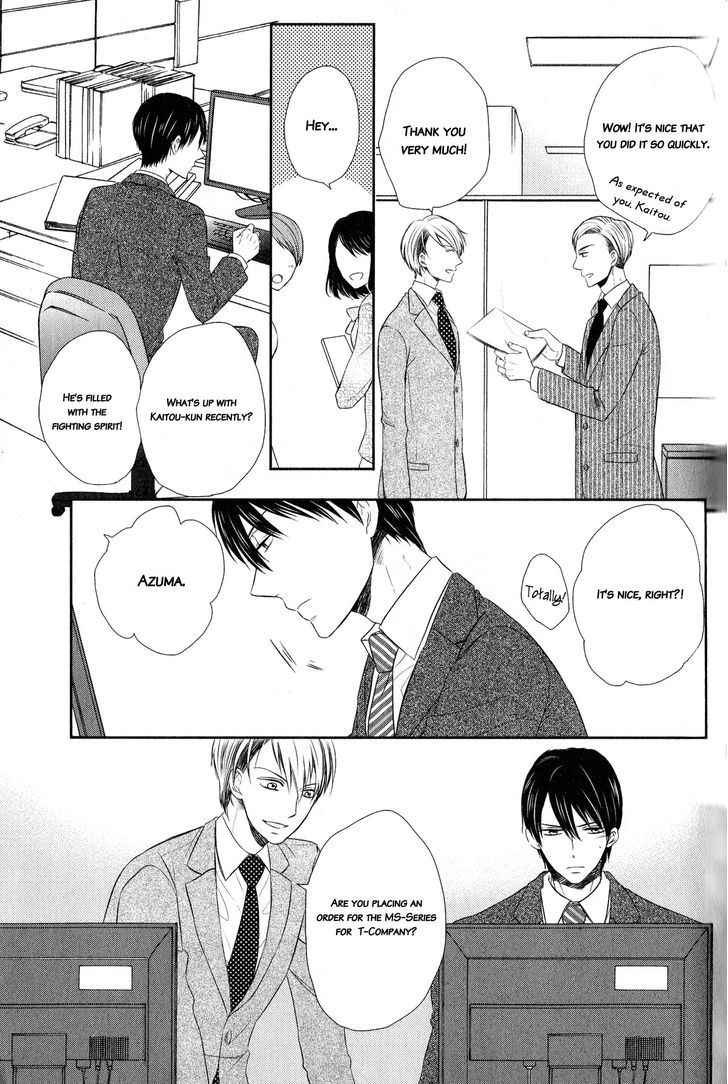 WOW! IT'S NICE THAT
YOU DID IT SO QUICKLY.
As expected of
you, Kaitou.
THANK YOU
VERY MUCH!
HEY...
WHAT'S UP WITH
KAITOU-KUN RECENTLY?
HE'S FILLED
WITH THE
FIGHTING SPIRIT!
IT'S NICE, RIGHT?!
Totally!
AZUMA.
ARE YOU PLACING AN
ORDER FOR THE MS-SERIES
FOR T-COMPANY?